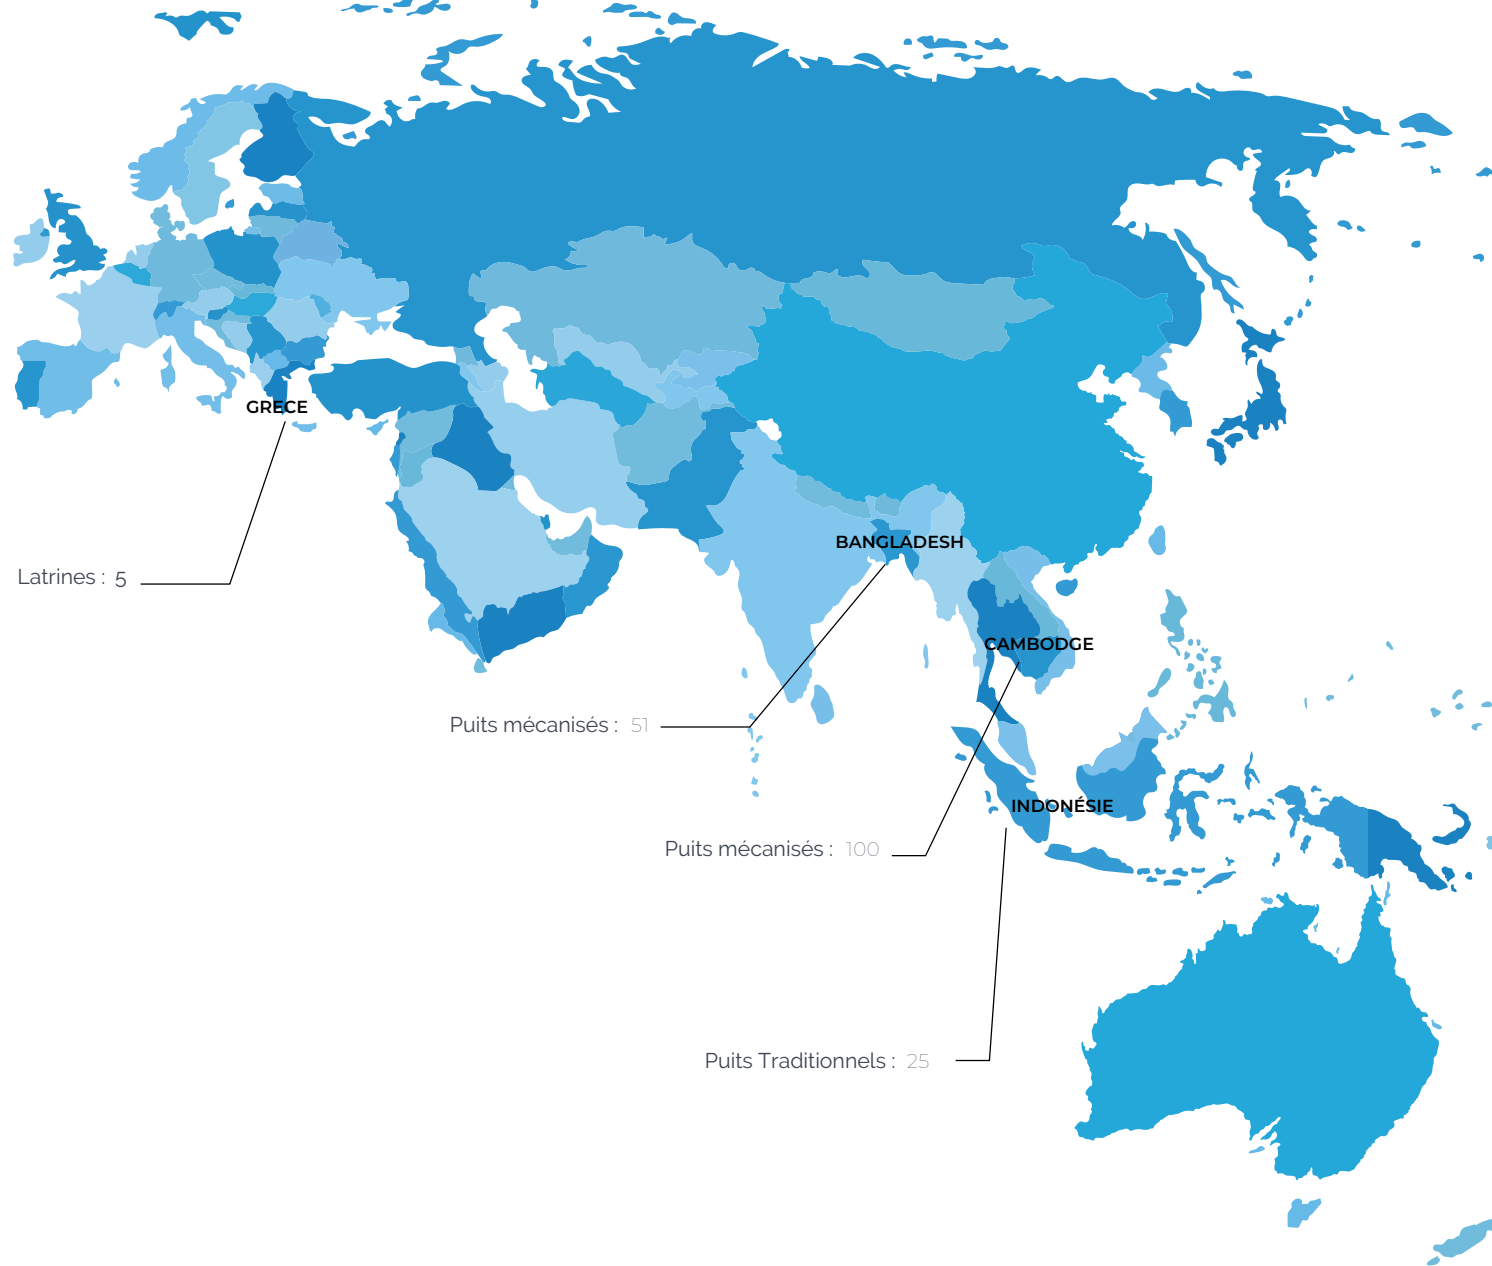 GRECE
BANGLADESH
Latrines : 5
CAMBODGE
Puits mécanisés : 51
INDONÉSIE
Puits mécanisés : 100
Puits Traditionnels : 25